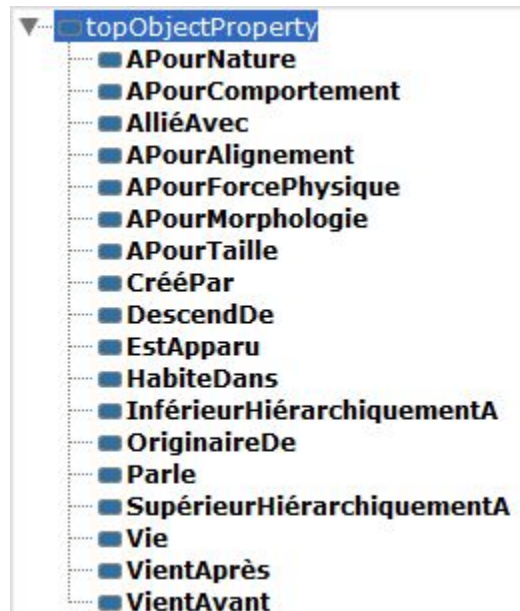 topObjectProperty
APourNature
APourComportement
AlliéAvec
APourAlignement
APourForcePhysique
APourMorphologie
APourTaille
CrééPar
DescendDe
EstApparu
HabiteDans
InférieurHiérarchiquementA
OriginaireDe
Parle
SupérieurHiérarchiquementA
Vie
VientAprès
VientAvant